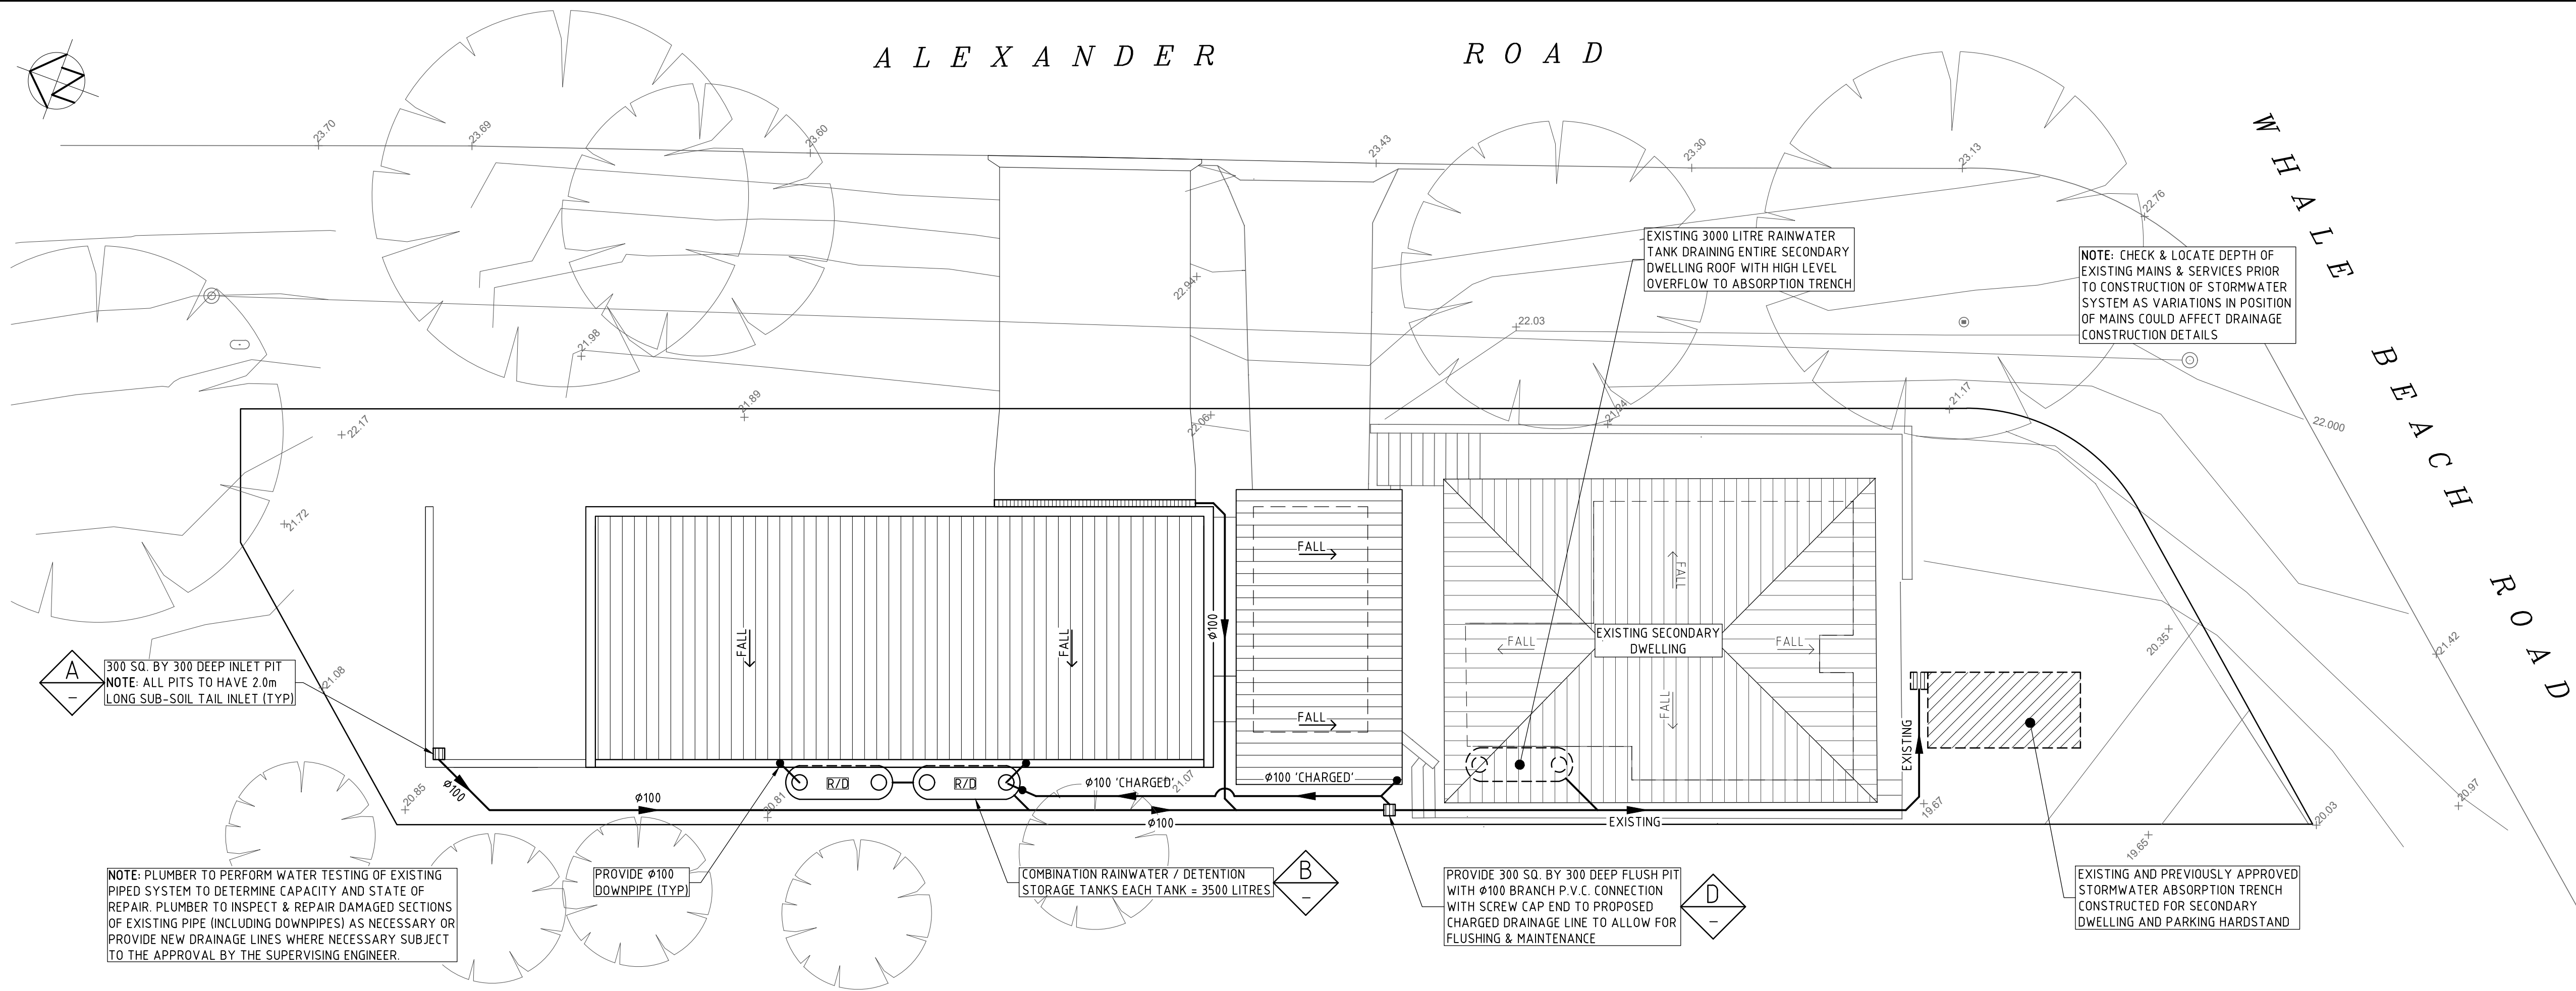 ALEXANDER ROAD
WHALE BEACH ROAD
N
23.70
23.69
23.60
23.43
23.30
23.13
22.76
EXISTING 3000 LITRE RAINWATER
TANK DRAINING ENTIRE SECONDARY
DWELLING ROOF WITH HIGH LEVEL
OVERFLOW TO ABSORPTION TRENCH
NOTE: CHECK & LOCATE DEPTH OF
EXISTING MAINS & SERVICES PRIOR
TO CONSTRUCTION OF STORMWATER
SYSTEM AS VARIATIONS IN POSITION
OF MAINS COULD AFFECT DRAINAGE
CONSTRUCTION DETAILS
22.94
22.03
21.98
21.89
22.17
22.06
21.24
21.17
22.000
21.72
FALL
FALL
FALL
FALL
FALL
FALL
FALL
FALL
EXISTING SECONDARY
DWELLING
Ø100
20.35
21.42
A
–
300 SQ. BY 300 DEEP INLET PIT
NOTE: ALL PITS TO HAVE 2.0m
LONG SUB-SOIL TAIL INLET (TYP)
21.08
EXISTING
R/D
R/D
Ø100 'CHARGED'
21.07
Ø100 'CHARGED'
Ø100
20.85
Ø100
20.81
Ø100
EXISTING
19.67
20.03
20.97
19.65
NOTE: PLUMBER TO PERFORM WATER TESTING OF EXISTING
PIPED SYSTEM TO DETERMINE CAPACITY AND STATE OF
REPAIR. PLUMBER TO INSPECT & REPAIR DAMAGED SECTIONS
OF EXISTING PIPE (INCLUDING DOWNPIPES) AS NECESSARY OR
PROVIDE NEW DRAINAGE LINES WHERE NECESSARY SUBJECT
TO THE APPROVAL BY THE SUPERVISING ENGINEER.
PROVIDE Ø100
DOWNPIPE (TYP)
COMBINATION RAINWATER / DETENTION
STORAGE TANKS EACH TANK = 3500 LITRES
B
–
PROVIDE 300 SQ. BY 300 DEEP FLUSH PIT
WITH Ø100 BRANCH P.V.C. CONNECTION
WITH SCREW CAP END TO PROPOSED
CHARGED DRAINAGE LINE TO ALLOW FOR
FLUSHING & MAINTENANCE
D
–
EXISTING AND PREVIOUSLY APPROVED
STORMWATER ABSORPTION TRENCH
CONSTRUCTED FOR SECONDARY
DWELLING AND PARKING HARDSTAND